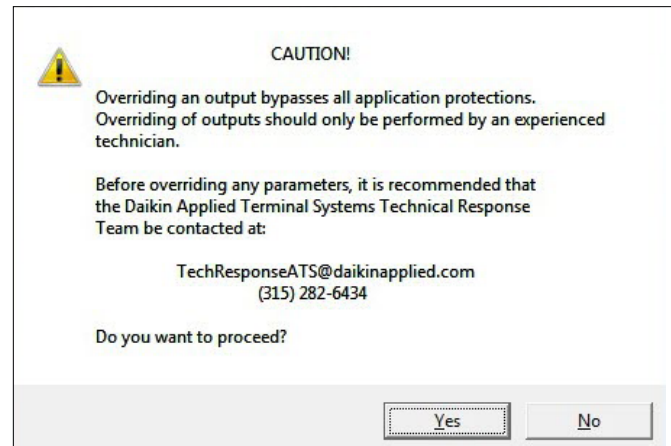 CAUTION!
Overriding an output bypasses all application protections.
Overriding of outputs should only be performed by an experienced
technician.
Before overriding any parameters, it is recommended that
the Daikin Applied Terminal Systems Technical Response
Team be contacted at:
TechResponseATS@daikinapplied.com
(315) 282-6434
Do you want to proceed?
Yes
No